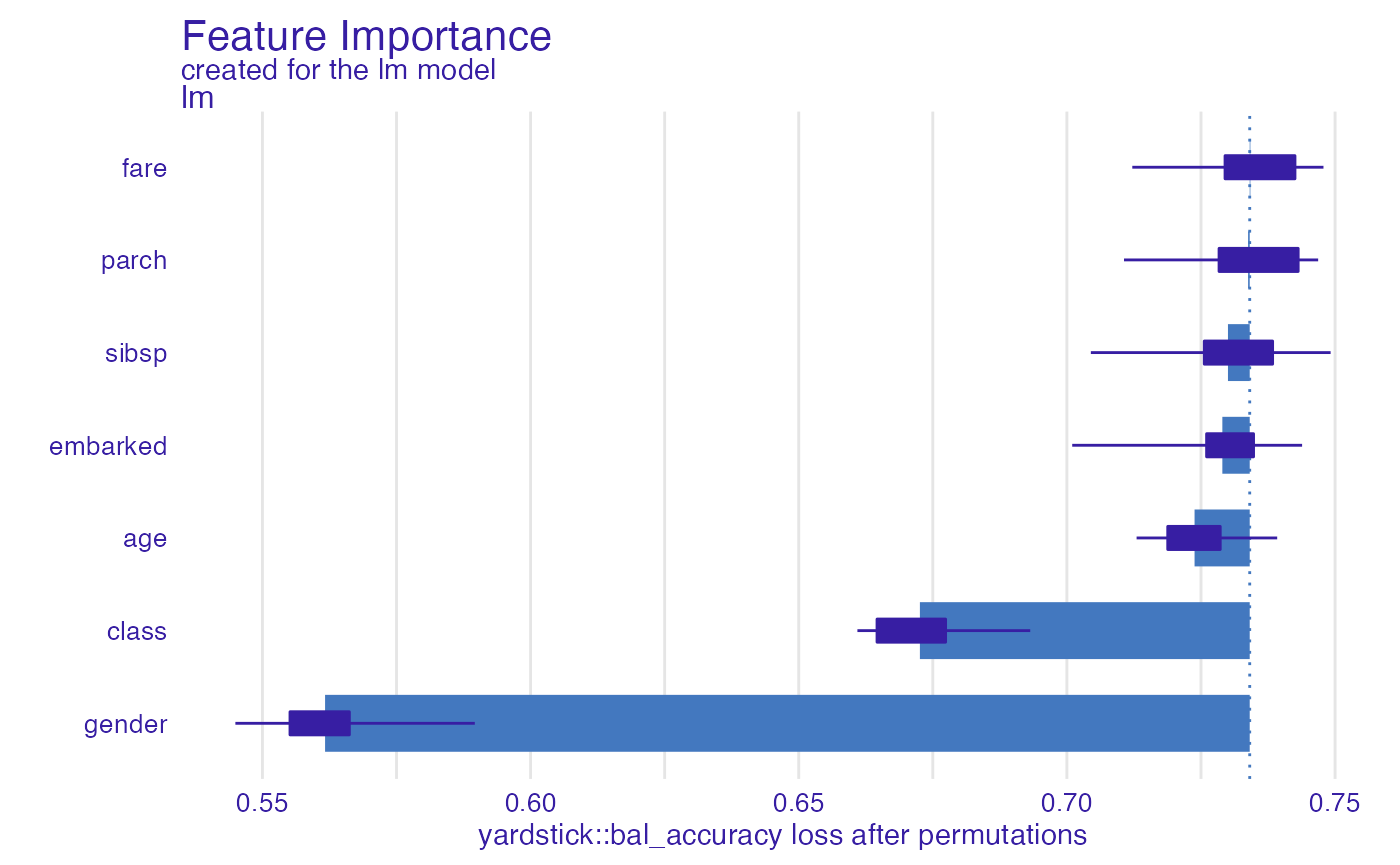 Feature Importance
created for the lm model
lm
fare
parch
sibsp
embarked
age
class
gender
0.55 0.60 0.65 0.70 0.75
yardstick::bal_accuracy loss after permutations